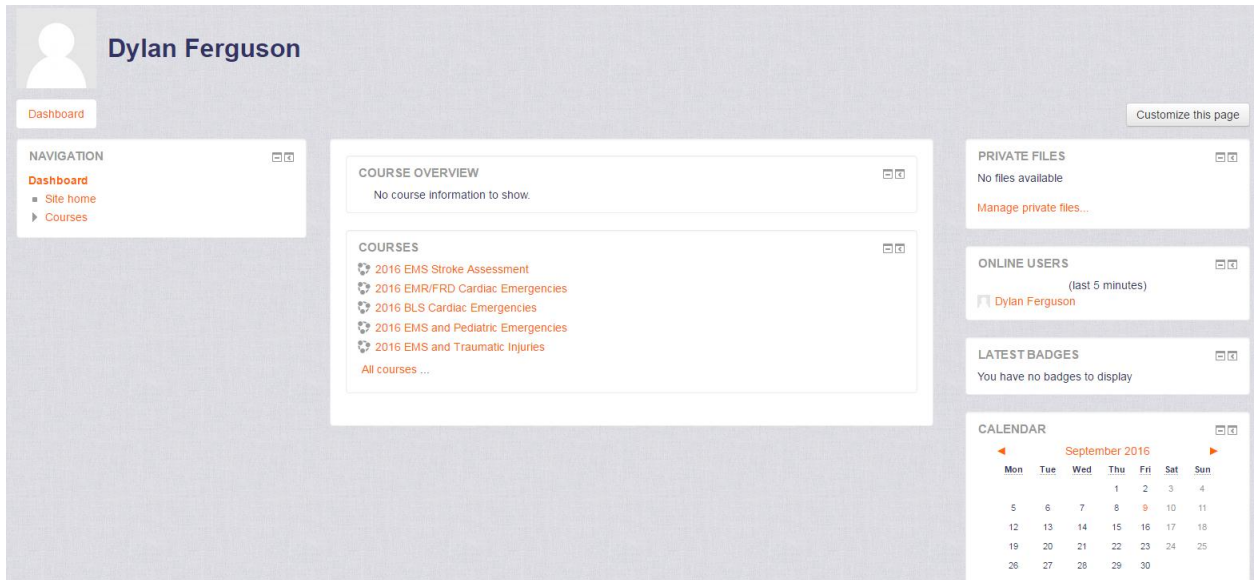 Dylan Ferguson
Dashboard
Customize this page
NAVIGATION
Dashboard
Site home
Courses
COURSE OVERVIEW
No course information to show.
COURSES
2016 EMS Stroke Assessment
2016 EMR/FRD Cardiac Emergencies
2016 BLS Cardiac Emergencies
2016 EMS and Pediatric Emergencies
2016 EMS and Traumatic Injuries
All courses ...
PRIVATE FILES
No files available
Manage private files...
ONLINE USERS
(last 5 minutes)
Dylan Ferguson
LATEST BADGES
You have no badges to display
CALENDAR
September 2016
Mon Tue Wed Thu Fri Sat Sun
1 2 3 4
5 6 7 8 9 10 11
12 13 14 15 16 17 18
19 20 21 22 23 24 25
26 27 28 29 30